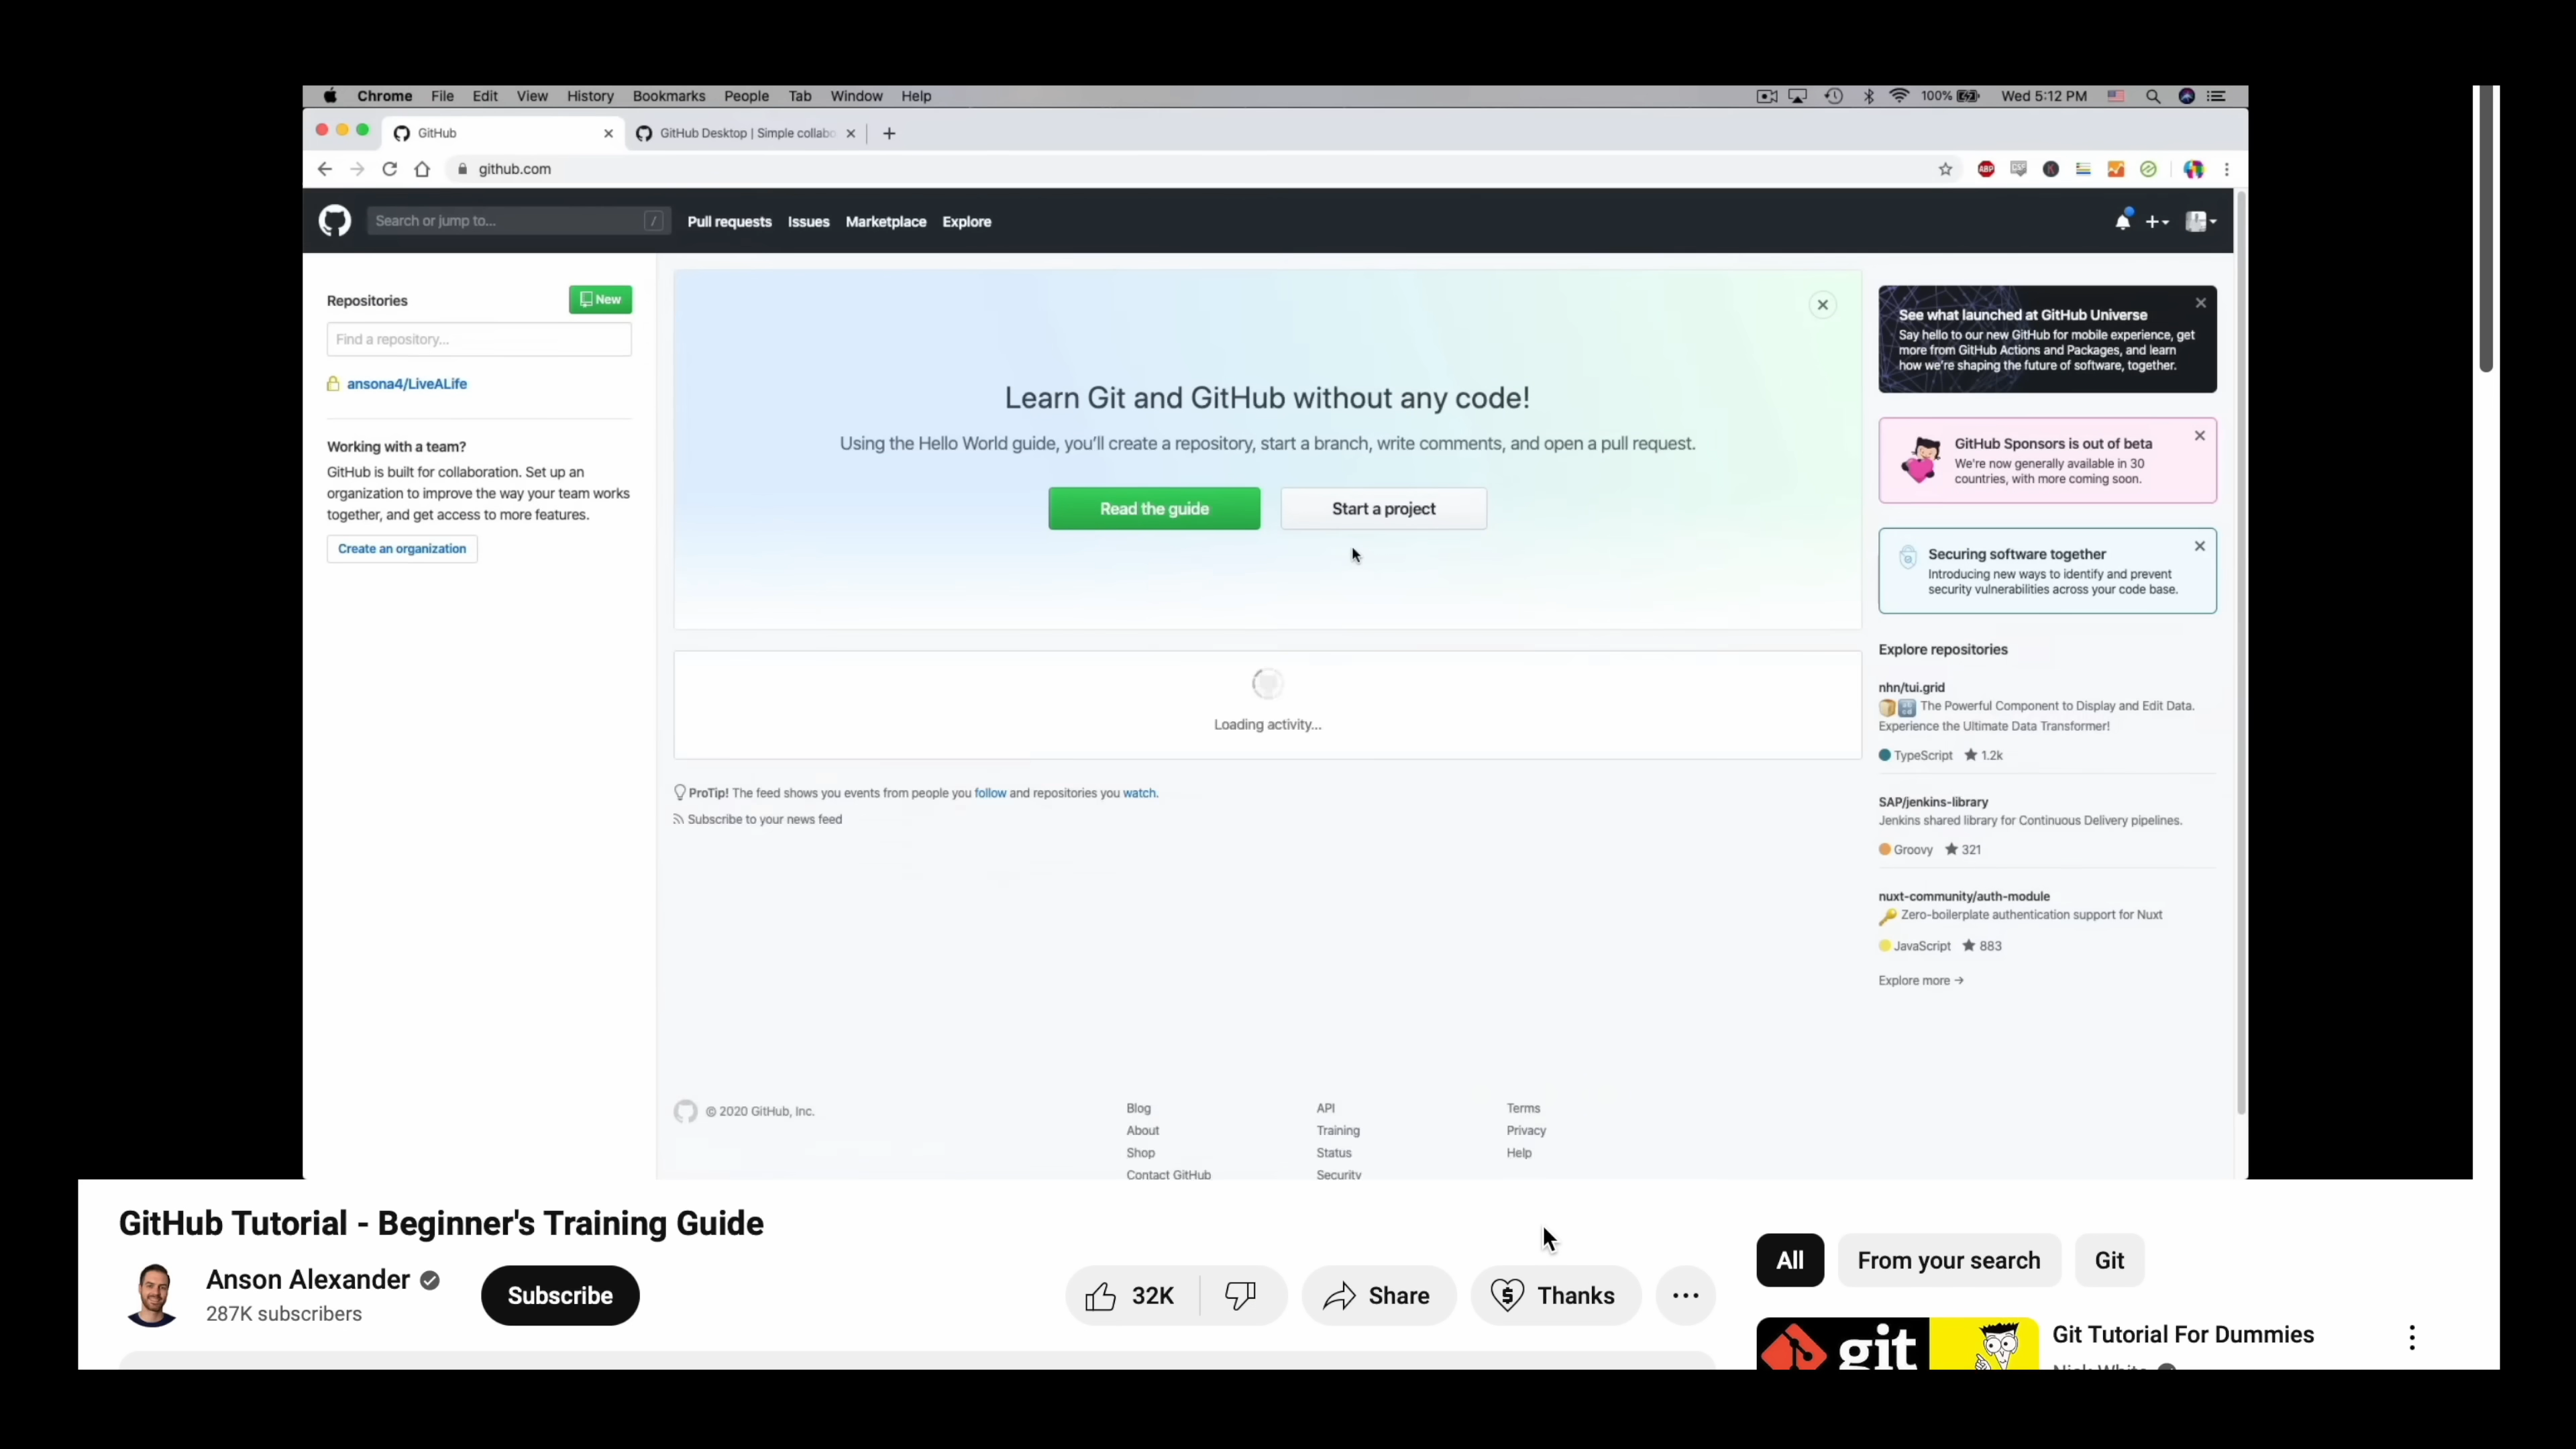 Chrome File Edit View History Bookmarks People Tab Window Help
100% Wed 5:12 PM
GitHub
GitHub Desktop | Simple collabo
github.com
ABP
CSS
Search or jump to... /
Pull requests Issues Marketplace Explore
Repositories
New
Find a repository...
ansona4/LiveALife
Working with a team?
GitHub is built for collaboration. Set up an
organization to improve the way your team works
together, and get access to more features.
Create an organization
Learn Git and GitHub without any code!
Using the Hello World guide, you'll create a repository, start a branch, write comments, and open a pull request.
Read the guide
Start a project
Loading activity...
ProTip! The feed shows you events from people you follow and repositories you watch.
Subscribe to your news feed
See what launched at GitHub Universe
Say hello to our new GitHub for mobile experience, get
more from GitHub Actions and Packages, and learn
how we're shaping the future of software, together.
GitHub Sponsors is out of beta
We're now generally available in 30
countries, with more coming soon.
Securing software together
Introducing new ways to identify and prevent
security vulnerabilities across your code base.
Explore repositories
nhn/tui.grid
The Powerful Component to Display and Edit Data.
Experience the Ultimate Data Transformer!
TypeScript 1.2k
SAP/jenkins-library
Jenkins shared library for Continuous Delivery pipelines.
Groovy 321
nuxt-community/auth-module
Zero-boilerplate authentication support for Nuxt
JavaScript 883
Explore more →
© 2020 GitHub, Inc.
Blog
About
Shop
Contact GitHub
API
Training
Status
Security
Terms
Privacy
Help
GitHub Tutorial - Beginner's Training Guide
Anson Alexander
287K subscribers
Subscribe
32K
Share
Thanks
All
From your search
Git
git
Git Tutorial For Dummies